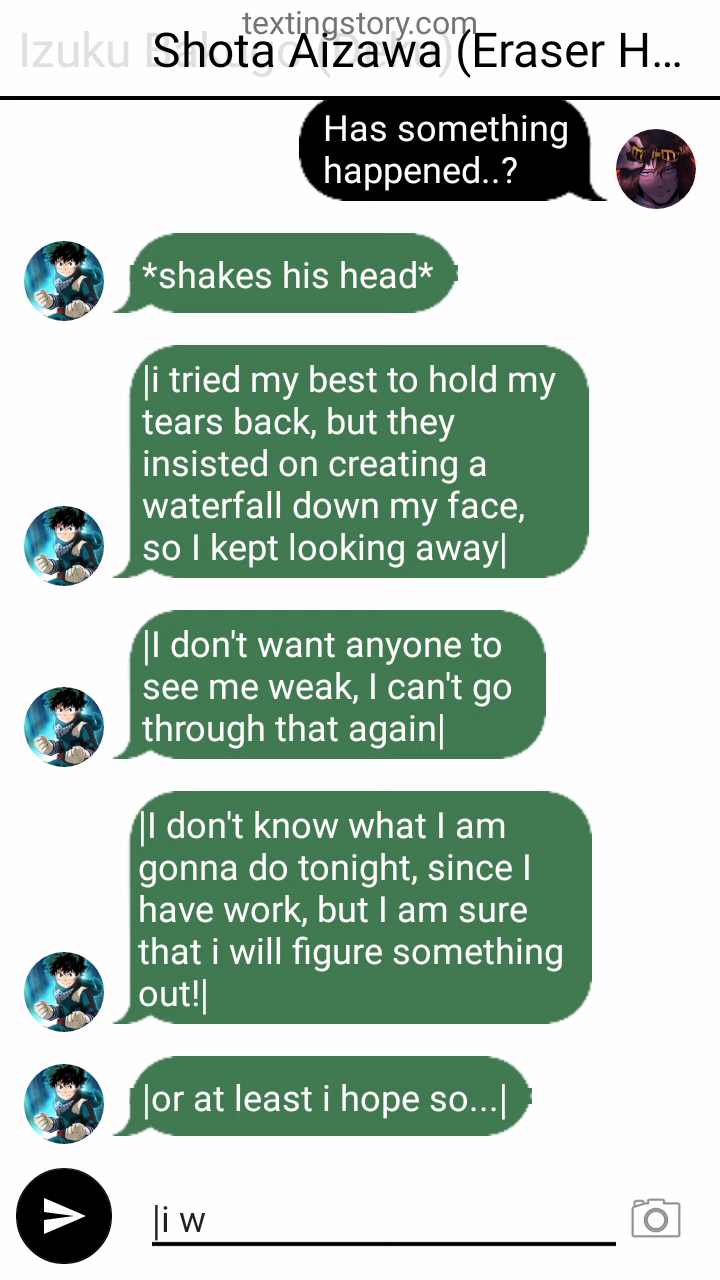 textingstory.com
Shota Aizawa (Eraser H...
Has something
happened..?
*shakes his head*
|i tried my best to hold my
tears back, but they
insisted on creating a
waterfall down my face,
so I kept looking away|
|I don't want anyone to
see me weak, I can't go
through that again|
|I don't know what I am
gonna do tonight, since I
have work, but I am sure
that i will figure something
out!|
|or at least i hope so...|
|i w